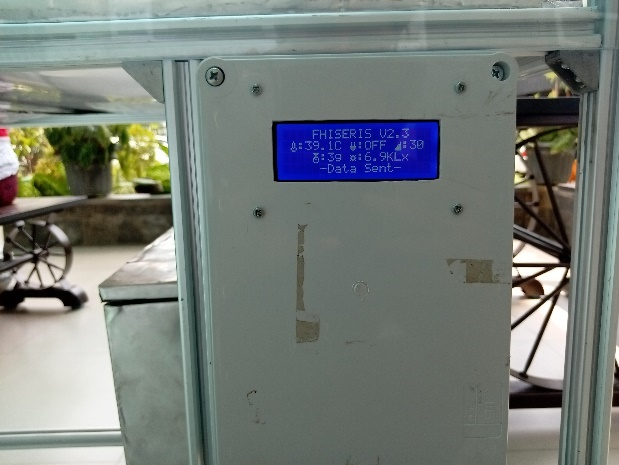 FHISERIS V2.3
:39.1C :OFF :30
:39 :6.9KLx
-Data Sent-